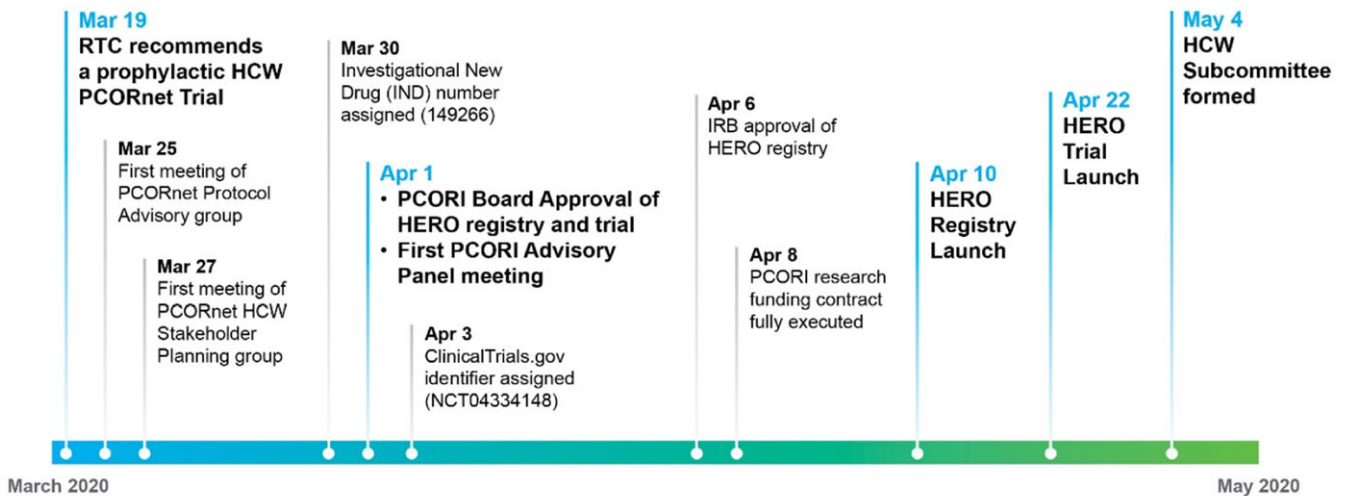 Mar 19
RTC recommends
a prophylactic HCW
PCORnet Trial
Mar 25
First meeting of
PCORnet Protocol
Advisory group
Mar 27
First meeting of
PCORnet HCW
Stakeholder
Planning group
Mar 30
Investigational New
Drug (IND) number
assigned (149266)
Apr 1
• PCORI Board Approval of
HERO registry and trial
• First PCORI Advisory
Panel meeting
Apr 3
ClinicalTrials.gov
identifier assigned
(NCT04334148)
Apr 6
IRB approval of
HERO registry
Apr 8
PCORI research
funding contract
fully executed
Apr 10
HERO
Registry
Launch
Apr 22
HERO
Trial
Launch
May 4
HCW
Subcommittee
formed
March 2020
May 2020